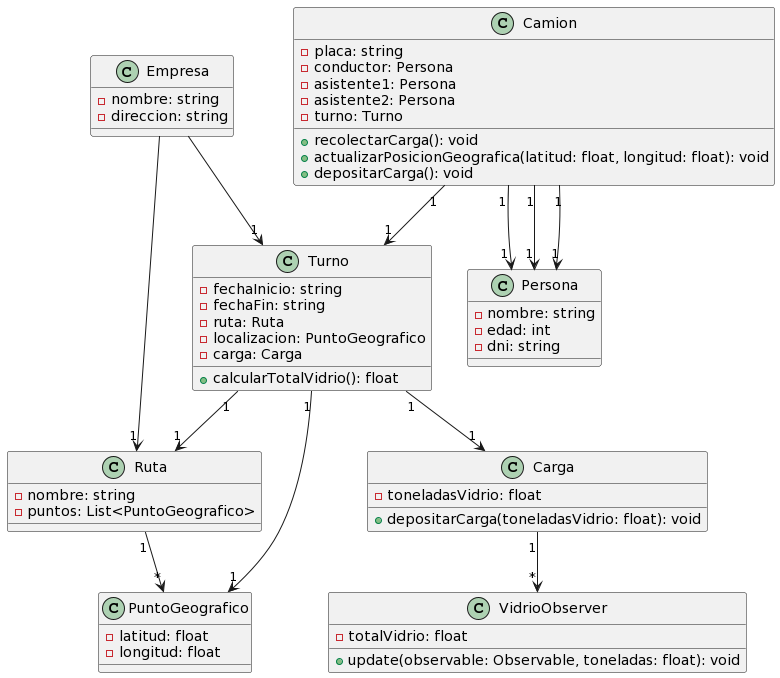 C Camion
placa: string
conductor: Persona
asistente1: Persona
asistente2: Persona
turno: Turno
recolectarCarga(): void
actualizarPosicionGeografica(latitud: float, longitud: float): void
depositarCarga(): void
C Empresa
nombre: string
direccion: string
1
1
1
1
1
1
1
1
1
C Turno
fechaInicio: string
fechaFin: string
ruta: Ruta
localizacion: PuntoGeografico
carga: Carga
calcularTotalVidrio(): float
C Persona
nombre: string
edad: int
dni: string
1
1
1
1
1
1
C Ruta
nombre: string
puntos: List<PuntoGeografico>
C Carga
toneladasVidrio: float
depositarCarga(toneladasVidrio: float): void
1
*
1
1
*
C PuntoGeografico
latitud: float
longitud: float
C VidrioObserver
totalVidrio: float
update(observable: Observable, toneladas: float): void